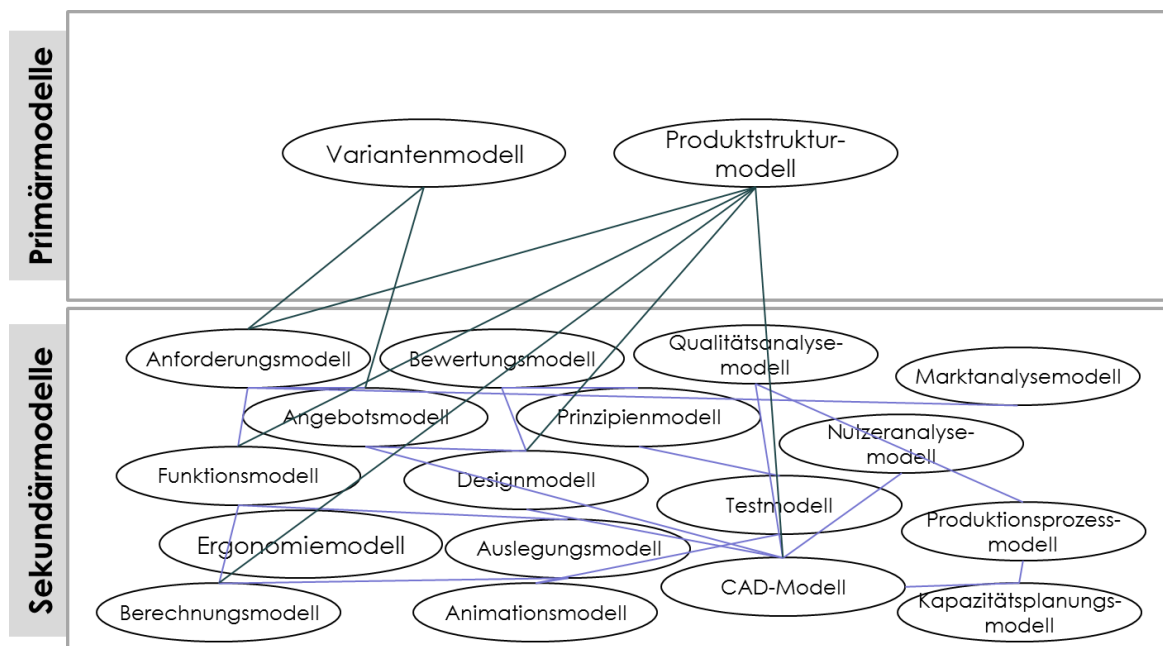 Primärmodelle
Variantenmodell
Produktstruktur-
modell
Sekundärmodelle
Anforderungsmodell
Bewertungsmodell
Qualitätsanalyse-
modell
Marktanalysemodell
Angebotsmodell
Prinzipienmodell
Nutzeranalyse-
modell
Funktionsmodell
Designmodell
Testmodell
Produktionsprozess-
modell
Ergonomiemodell
Auslegungsmodell
CAD-Modell
Berechnungsmodell
Animationsmodell
Kapazitätsplanungs-
modell